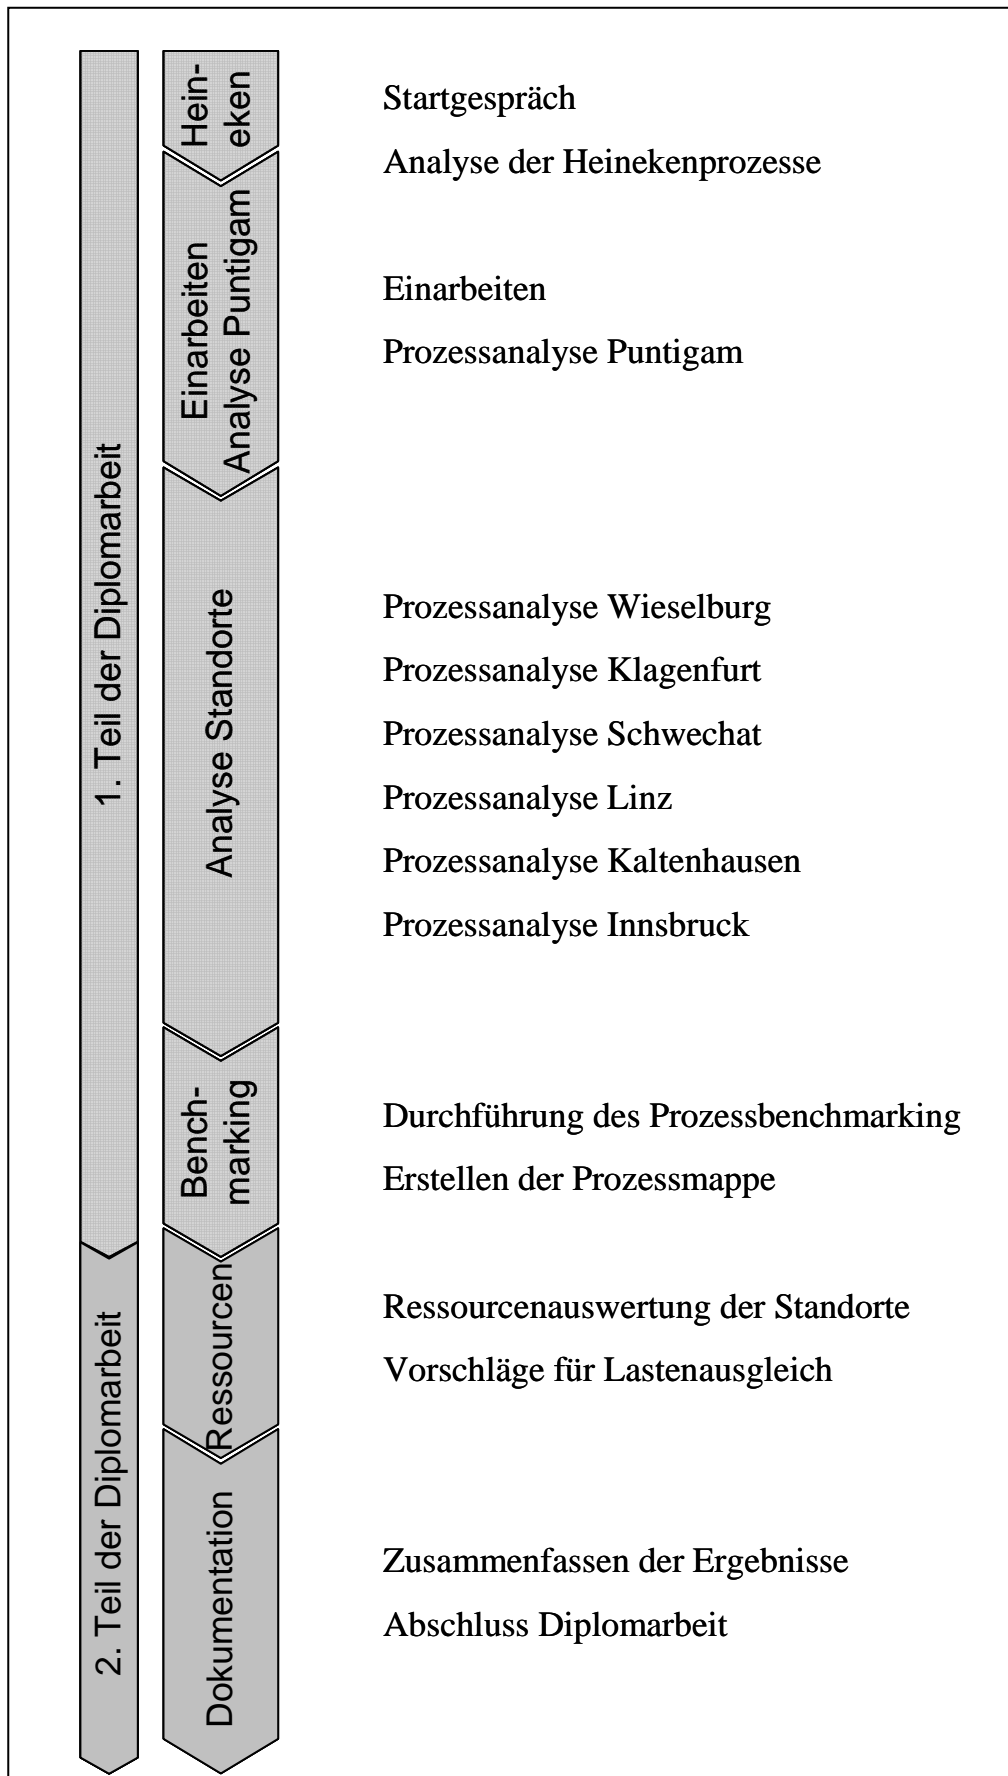 1. Teil der Diplomarbeit
Hein-
eken
Startgespräch
Analyse der Heinekenprozesse
Einarbeiten
Analyse Puntigam
Einarbeiten
Prozessanalyse Puntigam
Analyse Standorte
Prozessanalyse Wieselburg
Prozessanalyse Klagenfurt
Prozessanalyse Schwechat
Prozessanalyse Linz
Prozessanalyse Kaltenhausen
Prozessanalyse Innsbruck
Bench-
marking
Durchführung des Prozessbenchmarking
Erstellen der Prozessmappe
2. Teil der Diplomarbeit
Ressourcen
Ressourcenauswertung der Standorte
Vorschläge für Lastenausgleich
Dokumentation
Zusammenfassen der Ergebnisse
Abschluss Diplomarbeit